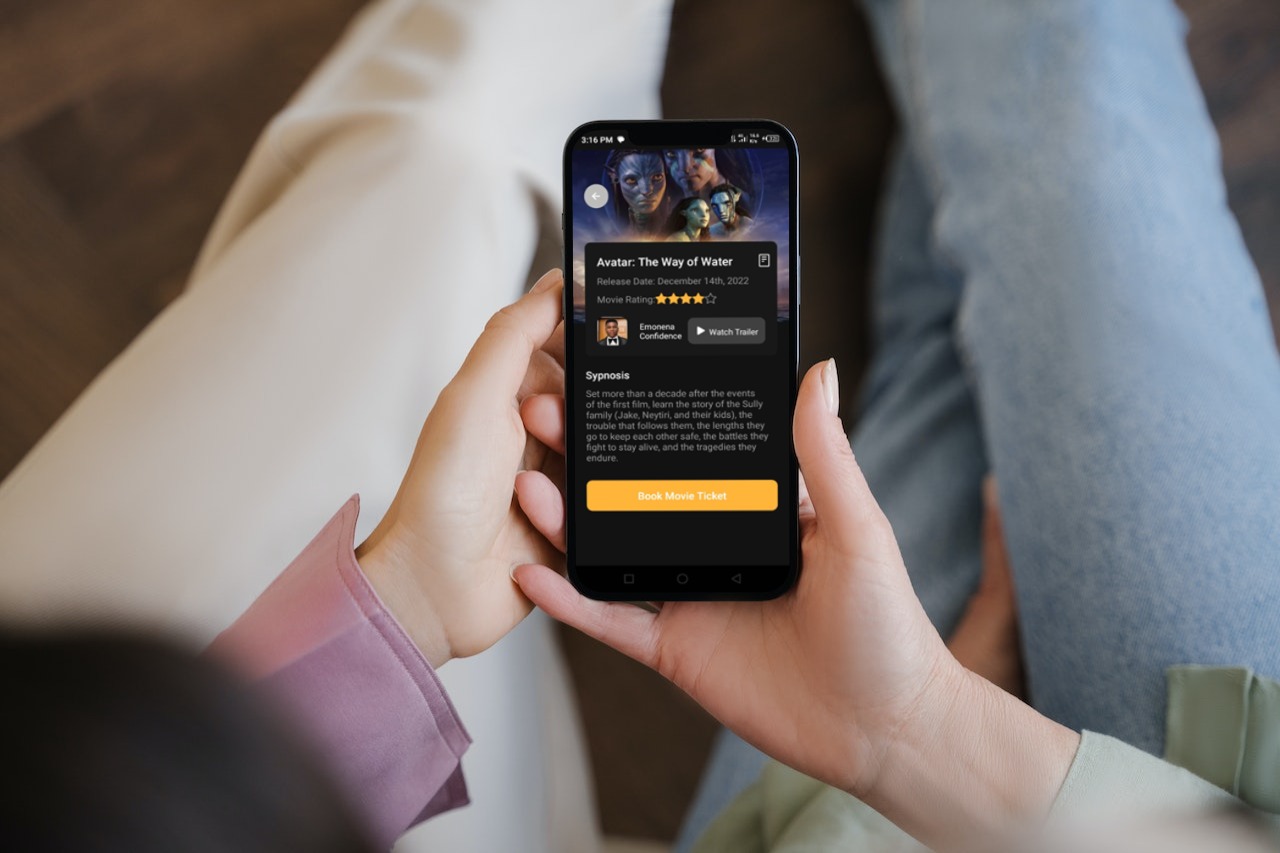 3:16 PM
Avatar: The Way of Water
Release Date: December 14th, 2022
Movie Rating:
Emonena
Confidence
Watch Trailer
Sypnosis
Set more than a decade after the events
of the first film, learn the story of the Sully
family (Jake, Neytiri, and their kids), the
trouble that follows them, the lengths they
go to keep each other safe, the battles they
fight to stay alive, and the tragedies they
endure.
Book Movie Ticket